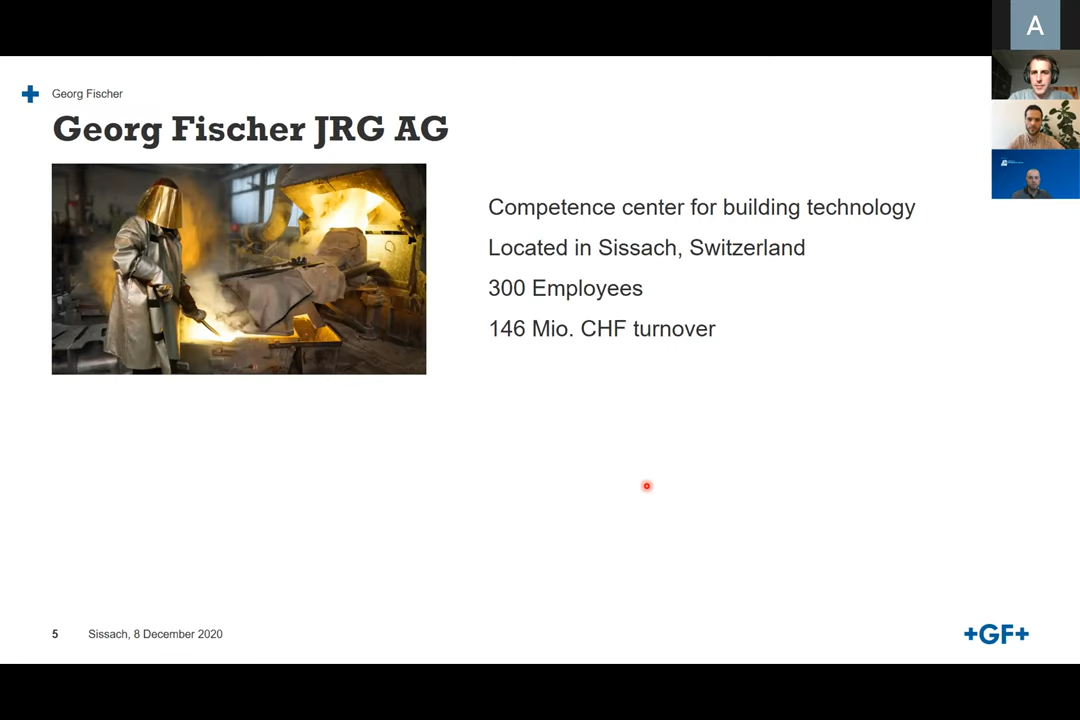 A
Georg Fischer
Georg Fischer JRG AG
Competence center for building technology
Located in Sissach, Switzerland
300 Employees
146 Mio. CHF turnover
5 Sissach, 8 December 2020
+GF+